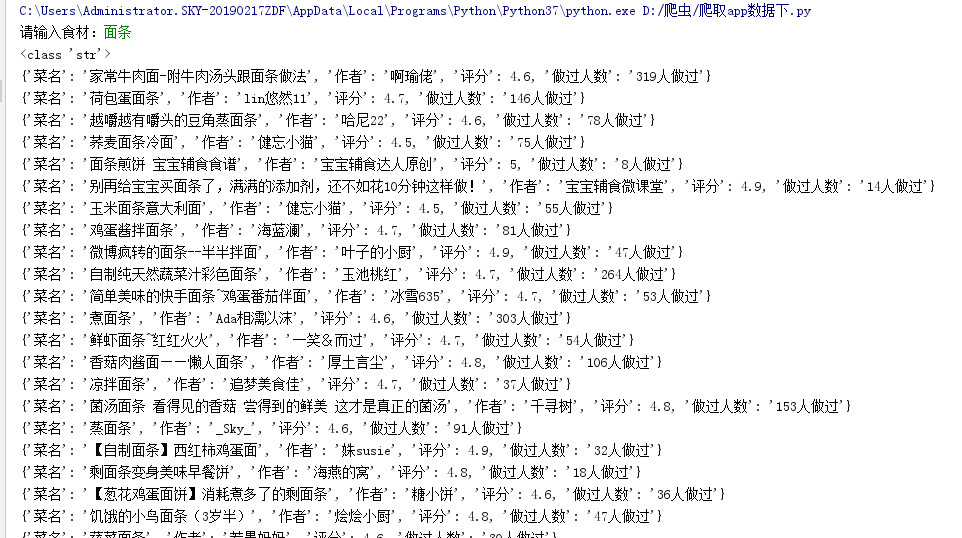 C:\Users\Administrator.SKY-20190217ZDF\AppData\Local\Programs\Python\Python37\python.exe D:/爬虫/爬取app数据下.py
请输入食材：面条
<class 'str'>
{'菜名': '家常牛肉面-附牛肉汤头跟面条做法', '作者': '啊瑜佬', '评分': 4.6, '做过人数': '319人做过'}
{'菜名': '荷包蛋面条', '作者': 'lin悠然11', '评分': 4.7, '做过人数': '146人做过'}
{'菜名': '越嚼越有嚼头的豆角蒸面条', '作者': '哈尼22', '评分': 4.6, '做过人数': '78人做过'}
{'菜名': '荞麦面条冷面', '作者': '健忘小猫', '评分': 4.5, '做过人数': '75人做过'}
{'菜名': '面条煎饼 宝宝辅食食谱', '作者': '宝宝辅食达人原创', '评分': 5, '做过人数': '8人做过'}
{'菜名': '别再给宝宝买面条了，满满的添加剂，还不如花10分钟这样做！', '作者': '宝宝辅食微课堂', '评分': 4.9, '做过人数': '14人做过'}
{'菜名': '玉米面条意大利面', '作者': '健忘小猫', '评分': 4.5, '做过人数': '55人做过'}
{'菜名': '鸡蛋酱拌面条', '作者': '海蓝澜', '评分': 4.7, '做过人数': '81人做过'}
{'菜名': '微博疯转的面条--半半拌面', '作者': '叶子的小厨', '评分': 4.9, '做过人数': '47人做过'}
{'菜名': '自制纯天然蔬菜汁彩色面条', '作者': '玉池桃红', '评分': 4.7, '做过人数': '264人做过'}
{'菜名': '简单美味的快手面条~鸡蛋番茄伴面', '作者': '冰雪635', '评分': 4.7, '做过人数': '53人做过'}
{'菜名': '煮面条', '作者': 'Ada相濡以沫', '评分': 4.6, '做过人数': '303人做过'}
{'菜名': '鲜虾面条~红红火火', '作者': '一笑＆而过', '评分': 4.7, '做过人数': '54人做过'}
{'菜名': '香菇肉酱面——懒人面条', '作者': '厚土言尘', '评分': 4.8, '做过人数': '106人做过'}
{'菜名': '凉拌面条', '作者': '追梦美食佳', '评分': 4.7, '做过人数': '37人做过'}
{'菜名': '菌汤面条 看得见的香菇 尝得到的鲜美 这才是真正的菌汤', '作者': '千寻树', '评分': 4.8, '做过人数': '153人做过'}
{'菜名': '蒸面条', '作者': '_Sky_', '评分': 4.6, '做过人数': '91人做过'}
{'菜名': '【自制面条】西红柿鸡蛋面', '作者': '妹susie', '评分': 4.9, '做过人数': '32人做过'}
{'菜名': '剩面条变身美味早餐饼', '作者': '海燕的窝', '评分': 4.8, '做过人数': '18人做过'}
{'菜名': '【葱花鸡蛋面饼】消耗煮多了的剩面条', '作者': '糖小饼', '评分': 4.6, '做过人数': '36人做过'}
{'菜名': '饥饿的小鸟面条（3岁半）', '作者': '烩烩小厨', '评分': 4.8, '做过人数': '47人做过'}